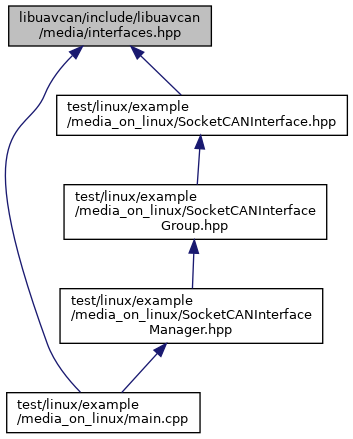 libuavcan/include/libuavcan
/media/interfaces.hpp
test/linux/example
/media_on_linux/SocketCANInterface.hpp
test/linux/example
/media_on_linux/SocketCANInterface
Group.hpp
test/linux/example
/media_on_linux/SocketCANInterface
Manager.hpp
test/linux/example
/media_on_linux/main.cpp